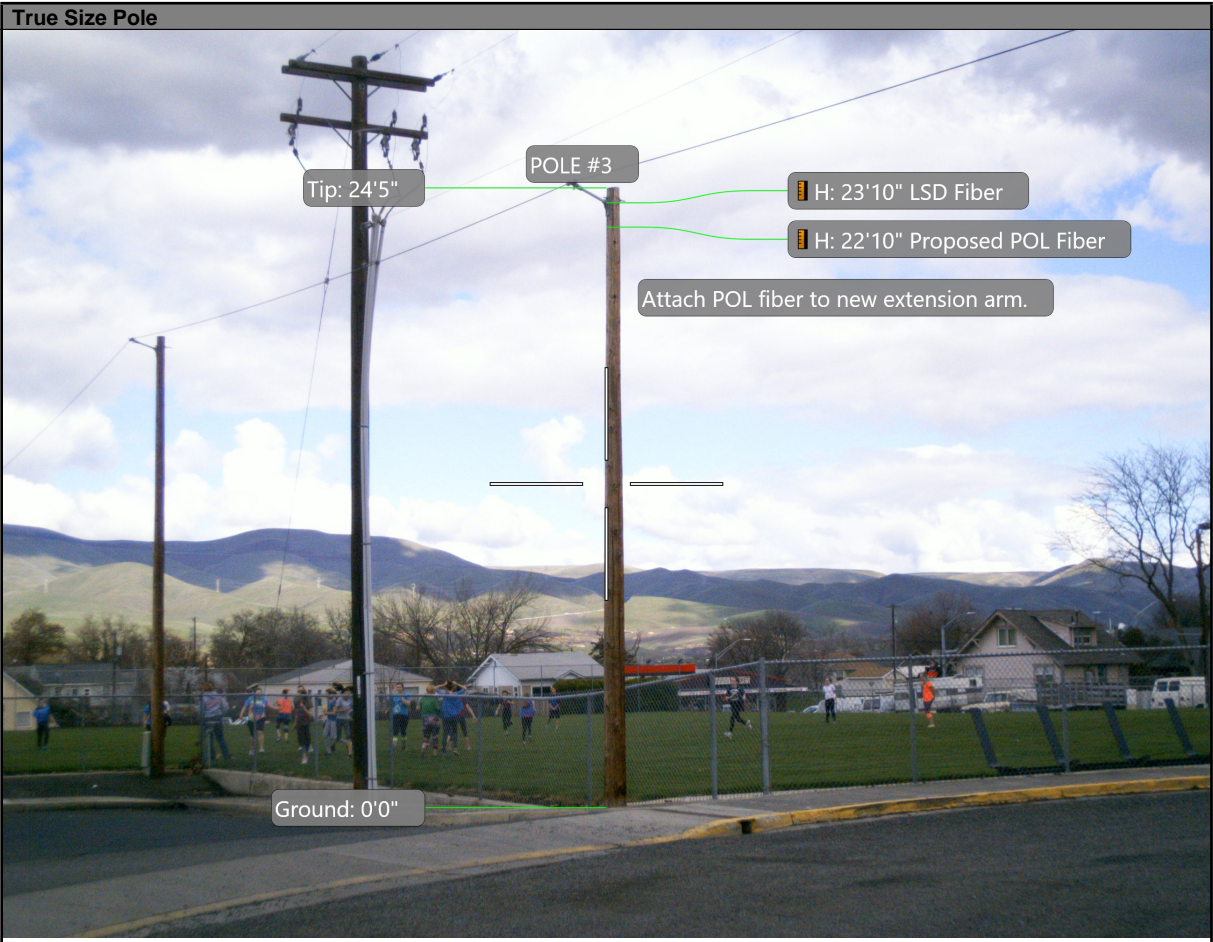 True Size Pole
POLE #3
Tip: 24'5"
H: 23'10" LSD Fiber
H: 22'10" Proposed POL Fiber
Attach POL fiber to new extension arm.
Ground: 0'0"